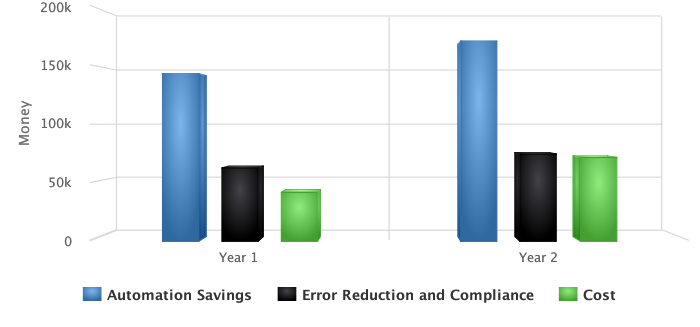 200k
150k
100k
50k
0
Money
Year 1
Year 2
Automation Savings
Error Reduction and Compliance
Cost